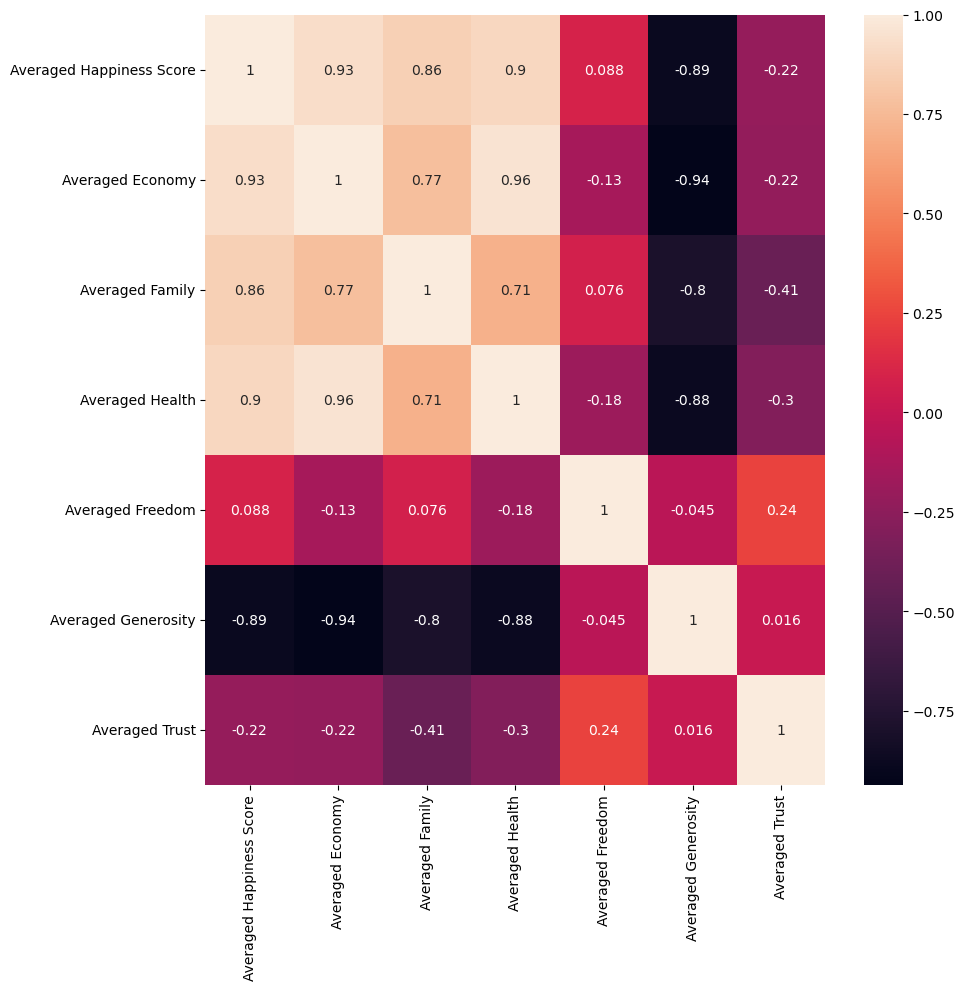 Averaged Happiness Score 1 0.93 0.86 0.9 0.088 -0.89 -0.22
Averaged Economy 0.93 1 0.77 0.96 -0.13 -0.94 -0.22
Averaged Family 0.86 0.77 1 0.71 0.076 -0.8 -0.41
Averaged Health 0.9 0.96 0.71 1 -0.18 -0.88 -0.3
Averaged Freedom 0.088 -0.13 0.076 -0.18 1 -0.045 0.24
Averaged Generosity -0.89 -0.94 -0.8 -0.88 -0.045 1 0.016
Averaged Trust -0.22 -0.22 -0.41 -0.3 0.24 0.016 1
Averaged Happiness Score
Averaged Economy
Averaged Family
Averaged Health
Averaged Freedom
Averaged Generosity
Averaged Trust
1.00
0.75
0.50
0.25
0.00
−0.25
−0.50
−0.75